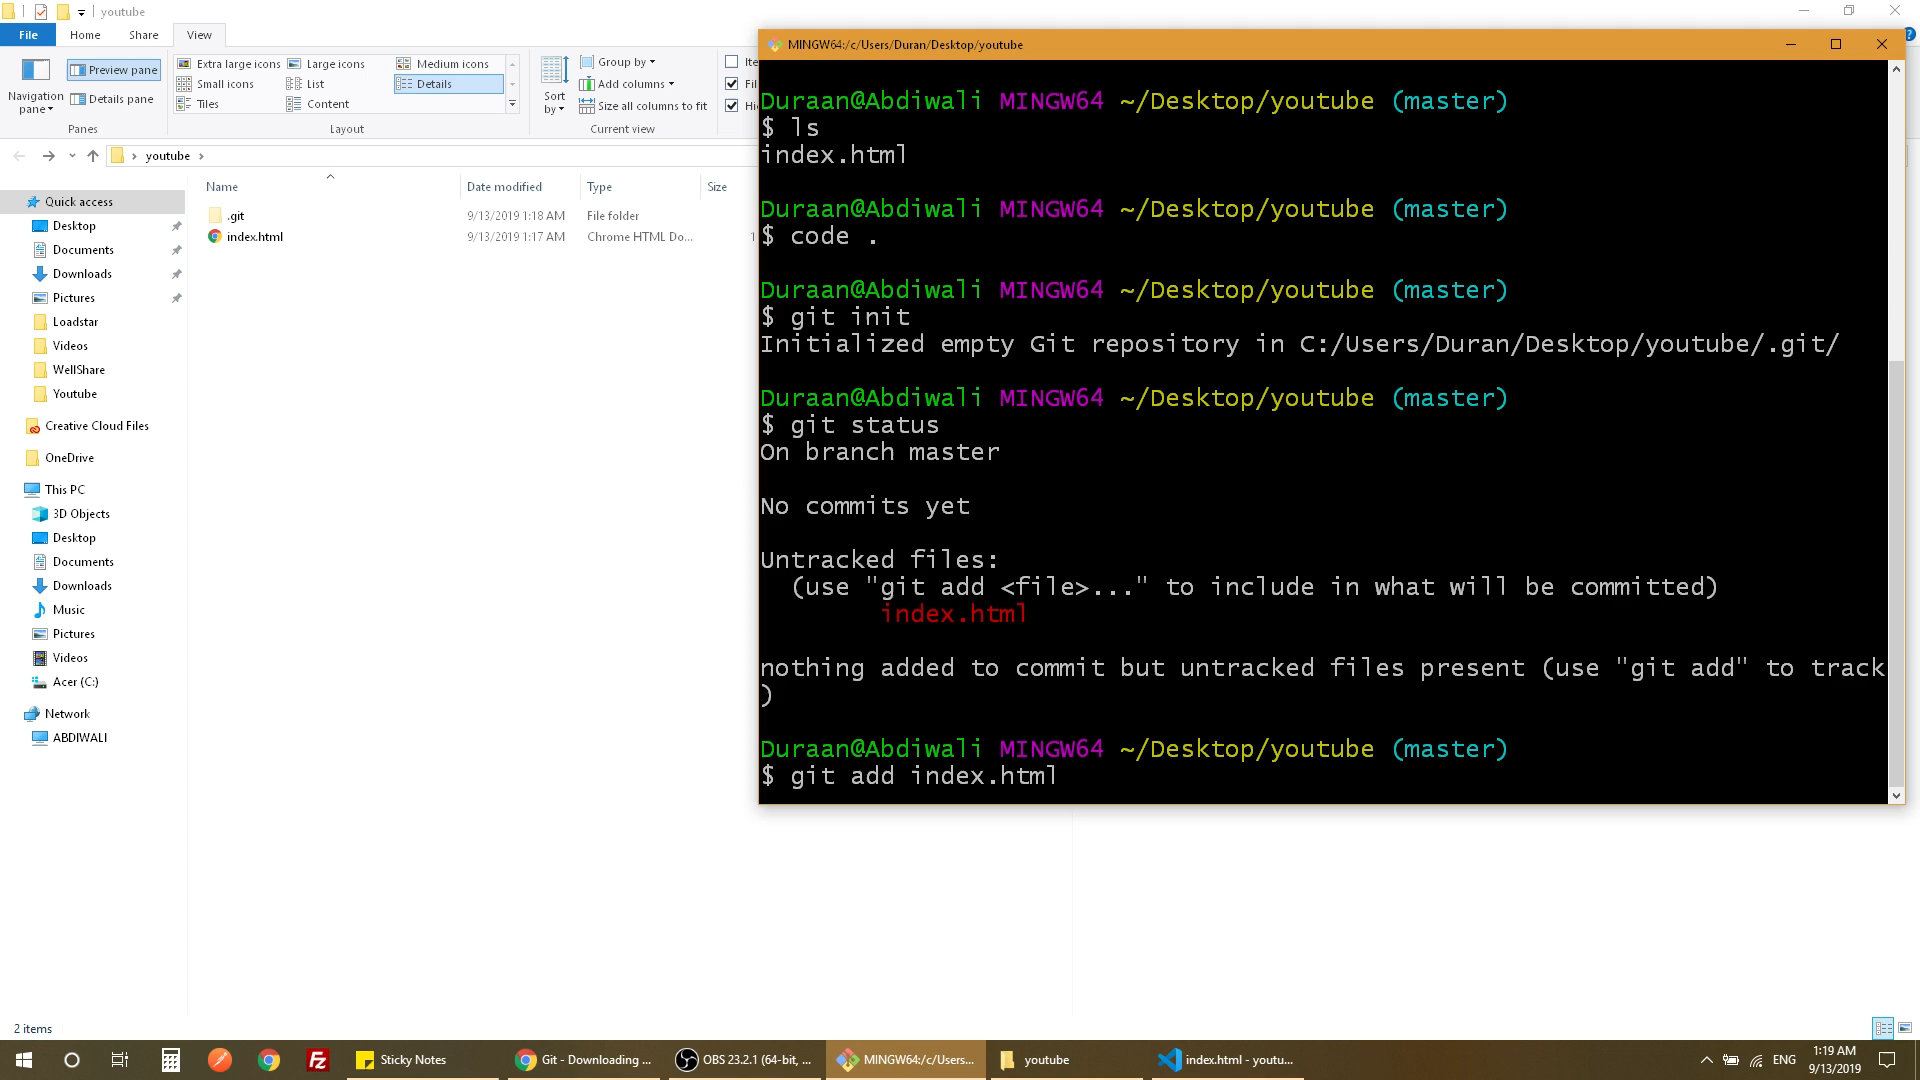 youtube
File Home Share View
Navigation pane
Preview pane
Details pane
Panes
Extra large icons Large icons Medium icons
Small icons List Details
Tiles Content
Layout
Sort by
Group by
Add columns
Size all columns to fit
Current view
youtube
Name Date modified Type Size
.git 9/13/2019 1:18 AM File folder
index.html 9/13/2019 1:17 AM Chrome HTML Do... 1
Quick access
Desktop
Documents
Downloads
Pictures
Loadstar
Videos
WellShare
Youtube
Creative Cloud Files
OneDrive
This PC
3D Objects
Desktop
Documents
Downloads
Music
Pictures
Videos
Acer (C:)
Network
ABDIWALI
2 items
MINGW64:/c/Users/Duran/Desktop/youtube
Duraan@Abdiwali MINGW64 ~/Desktop/youtube (master)
$ ls
index.html
Duraan@Abdiwali MINGW64 ~/Desktop/youtube (master)
$ code .
Duraan@Abdiwali MINGW64 ~/Desktop/youtube (master)
$ git init
Initialized empty Git repository in C:/Users/Duran/Desktop/youtube/.git/
Duraan@Abdiwali MINGW64 ~/Desktop/youtube (master)
$ git status
On branch master
No commits yet
Untracked files:
(use "git add <file>..." to include in what will be committed)
index.html
nothing added to commit but untracked files present (use "git add" to track
)
Duraan@Abdiwali MINGW64 ~/Desktop/youtube (master)
$ git add index.html
Sticky Notes
Git - Downloading ...
OBS 23.2.1 (64-bit, ...
MINGW64:/c/Users...
youtube
index.html - youtu...
ENG
1:19 AM
9/13/2019